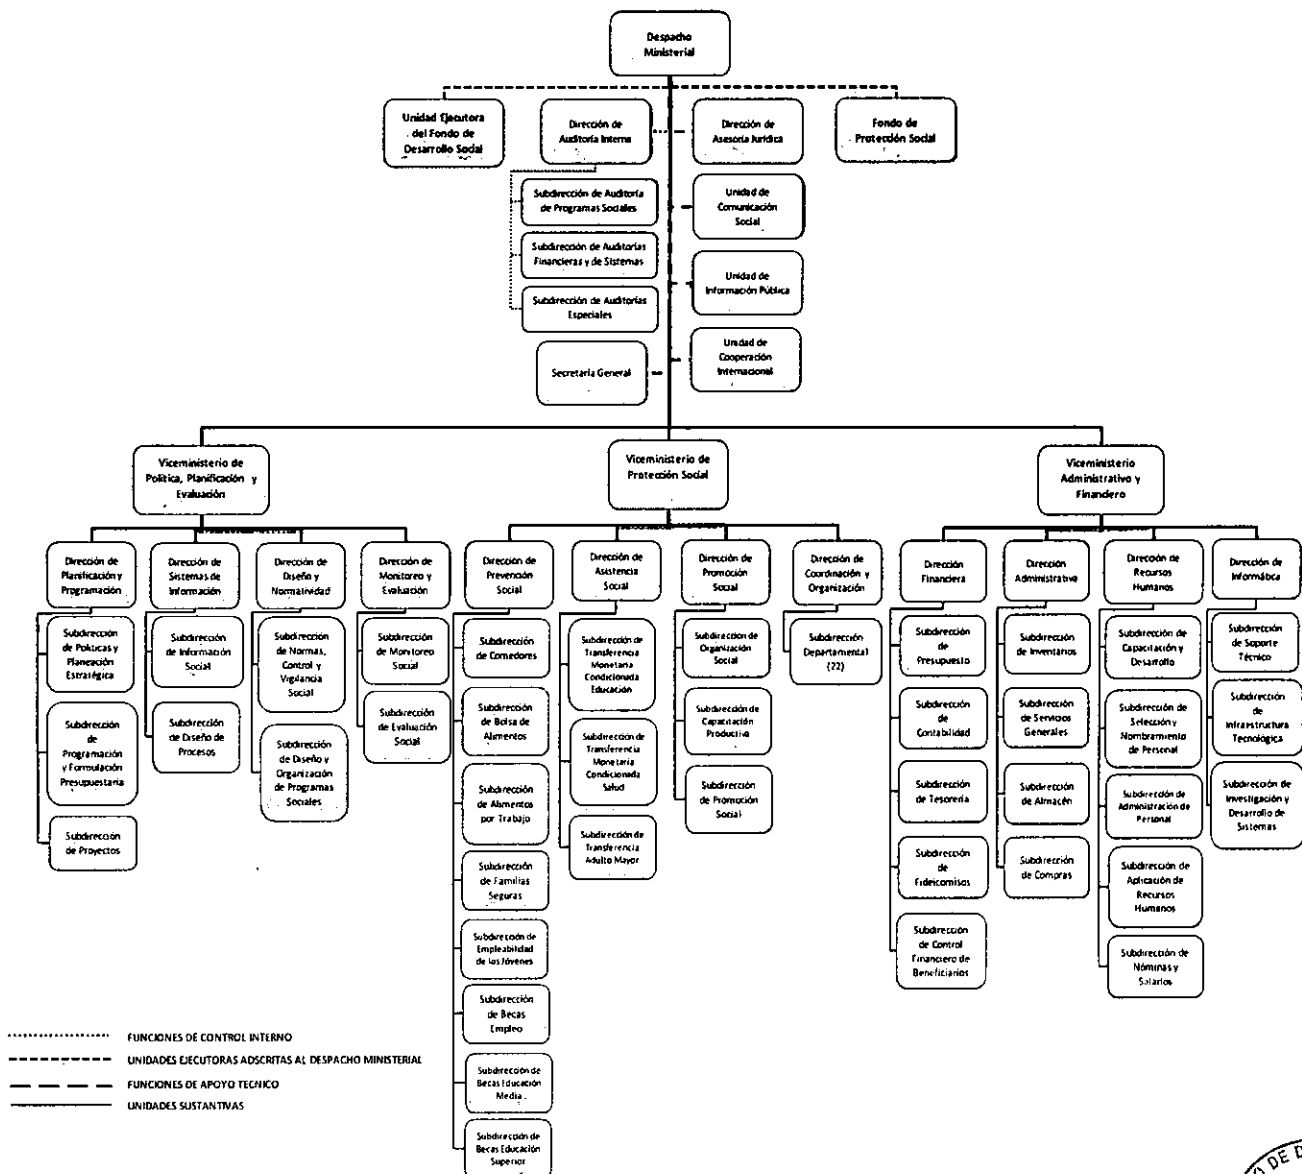 Despacho
Ministerial
Unidad Ejecutora
del Fondo de
Desarrollo Social
Dirección de
Auditoría Interna
Dirección de
Asesoría Jurídica
Fondo de
Protección Social
Subdirección de Auditoría
de Programas Sociales
Unidad de
Comunicación
Social
Subdirección de Auditorías
Financieras y de Sistemas
Unidad de
Información Pública
Subdirección de Auditorías
Especiales
Secretaría General
Unidad de
Cooperación
Internacional
Viceministerio de
Política, Planificación y
Evaluación
Viceministerio de
Protección Social
Viceministerio
Administrativo y
Financiero
Dirección de
Planificación y
Programación
Dirección de
Sistemas de
Información
Dirección de
Diseño y
Normatividad
Dirección de
Monitoreo y
Evaluación
Dirección de
Prevención
Social
Dirección de
Asistencia
Social
Dirección de
Promoción
Social
Dirección de
Coordinación y
Organización
Dirección
Financiera
Dirección
Administrativa
Dirección de
Recursos
Humanos
Dirección de
Informática
Subdirección
de Políticas y
Planeación
Estratégica
Subdirección
de
Programación
y Formulación
Presupuestaria
Subdirección
de Proyectos
Subdirección
de Información
Social
Subdirección
de Diseño de
Procesos
Subdirección
de Normas,
Control y
Vigilancia
Social
Subdirección
de Diseño y
Organización
de Programas
Sociales
Subdirección
de Monitoreo
Social
Subdirección
de Evaluación
Social
Subdirección
de Comedores
Subdirección
de Bolsa de
Alimentos
Subdirección
de Alimentos
por Trabajo
Subdirección
de Familias
Seguras
Subdirección de
Empleabilidad
de los Jóvenes
Subdirección
de Becas
Empleo
Subdirección de
Becas Educación
Media
Subdirección de
Becas Educación
Superior
Subdirección de
Transferencia
Monetaria
Condicionada
Educación
Subdirección de
Transferencia
Monetaria
Condicionada
Salud
Subdirección de
Transferencia
Adulto Mayor
Subdirección de
Organización
Social
Subdirección de
Capacitación
Productiva
Subdirección
de Promoción
Social
Subdirección
Departamental
(22)
Subdirección
de
Presupuesto
Subdirección
de
Contabilidad
Subdirección
de Tesorería
Subdirección
de
Fideicomisos
Subdirección
de Control
Financiero de
Beneficiarios
Subdirección
de Inventarios
Subdirección
de Servicios
Generales
Subdirección
de Almacén
Subdirección
de Compras
Subdirección de
Capacitación y
Desarrollo
Subdirección
de Selección y
Nombramiento
de Personal
Subdirección de
Administración de
Personal
Subdirección de
Aplicación de
Recursos
Humanos
Subdirección de
Nóminas y
Salarios
Subdirección
de Soporte
Técnico
Subdirección
de
Infraestructura
Tecnológica
Subdirección de
Investigación y
Desarrollo de
Sistemas
FUNCIONES DE CONTROL INTERNO
UNIDADES EJECUTORAS ADSCRITAS AL DESPACHO MINISTERIAL
FUNCIONES DE APOYO TECNICO
UNIDADES SUSTANTIVAS